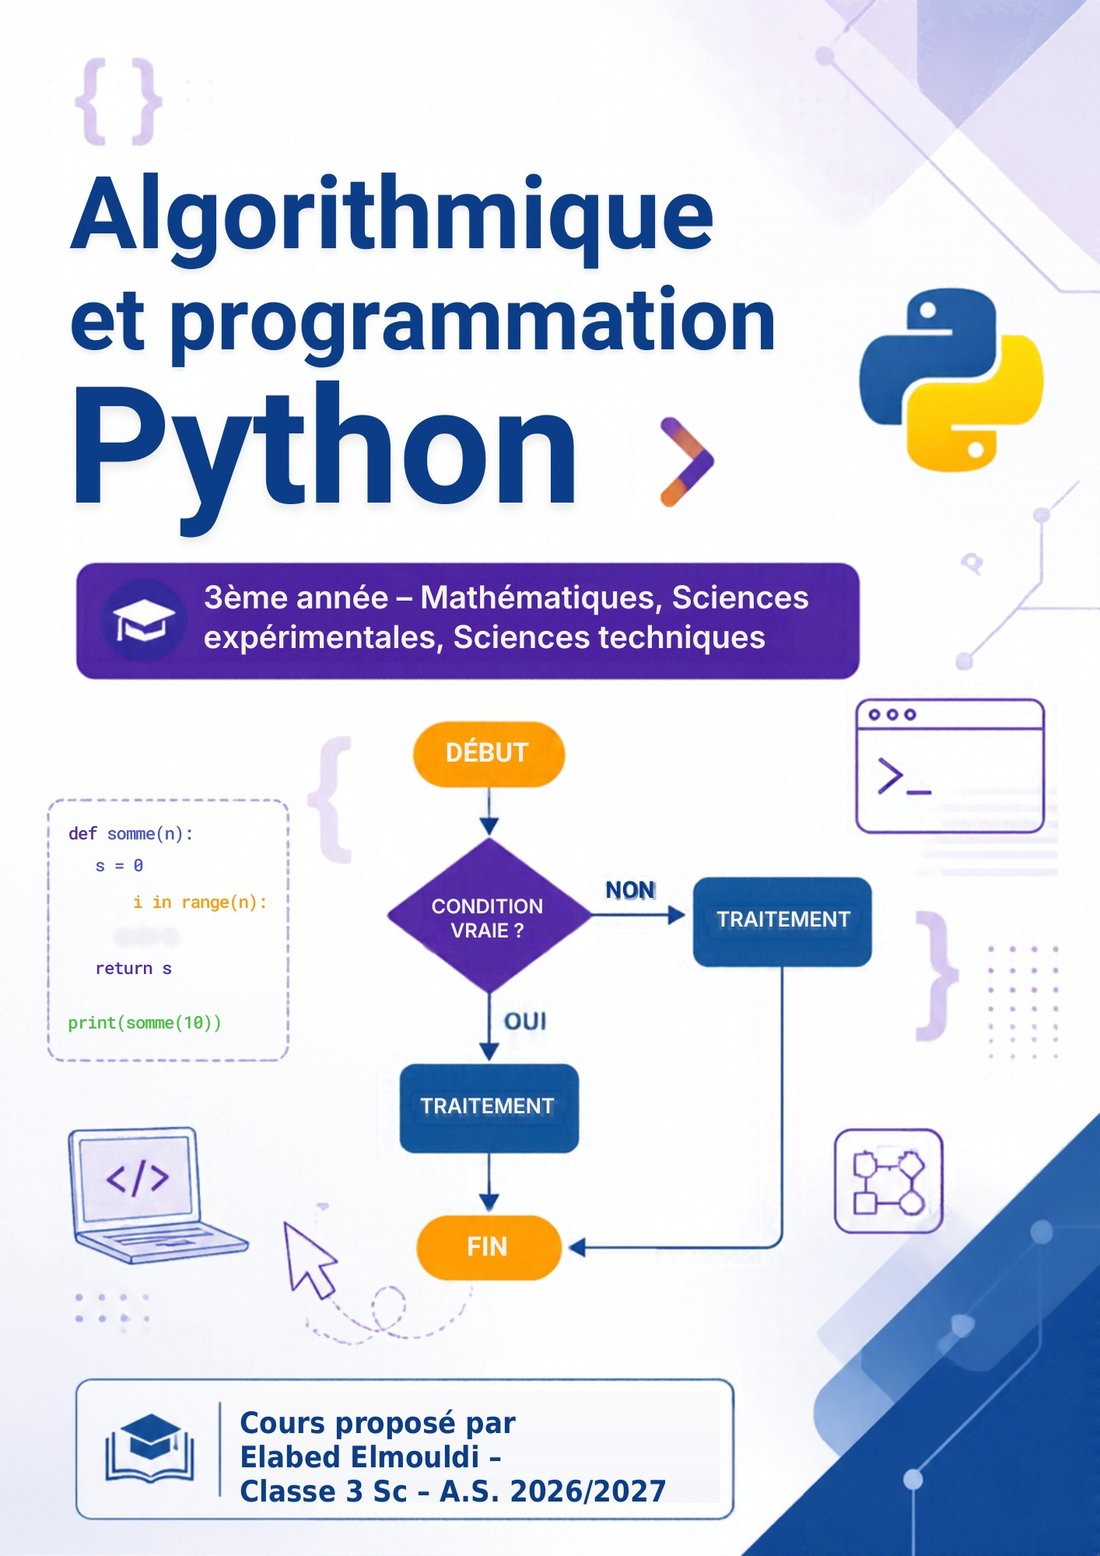 { }
Algorithmique
et programmation
Python
3ème année – Mathématiques, Sciences
expérimentales, Sciences techniques
DÉBUT
CONDITION
VRAIE ?
NON
TRAITEMENT
OUI
TRAITEMENT
FIN
def somme(n):
s = 0
i in range(n):
return s
print(somme(10))
>_
</>
Cours proposé par
Elabed Elmouldi –
Classe 3 Sc – A.S. 2026/2027